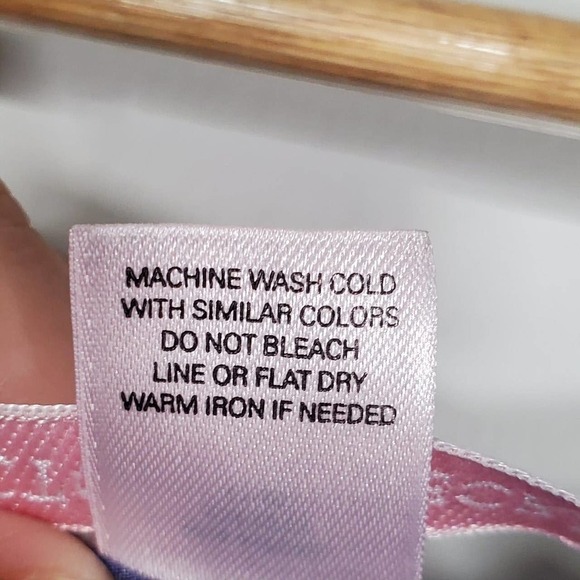 MACHINE WASH COLD
WITH SIMILAR COLORS
DO NOT BLEACH
LINE OR FLAT DRY
WARM IRON IF NEEDED